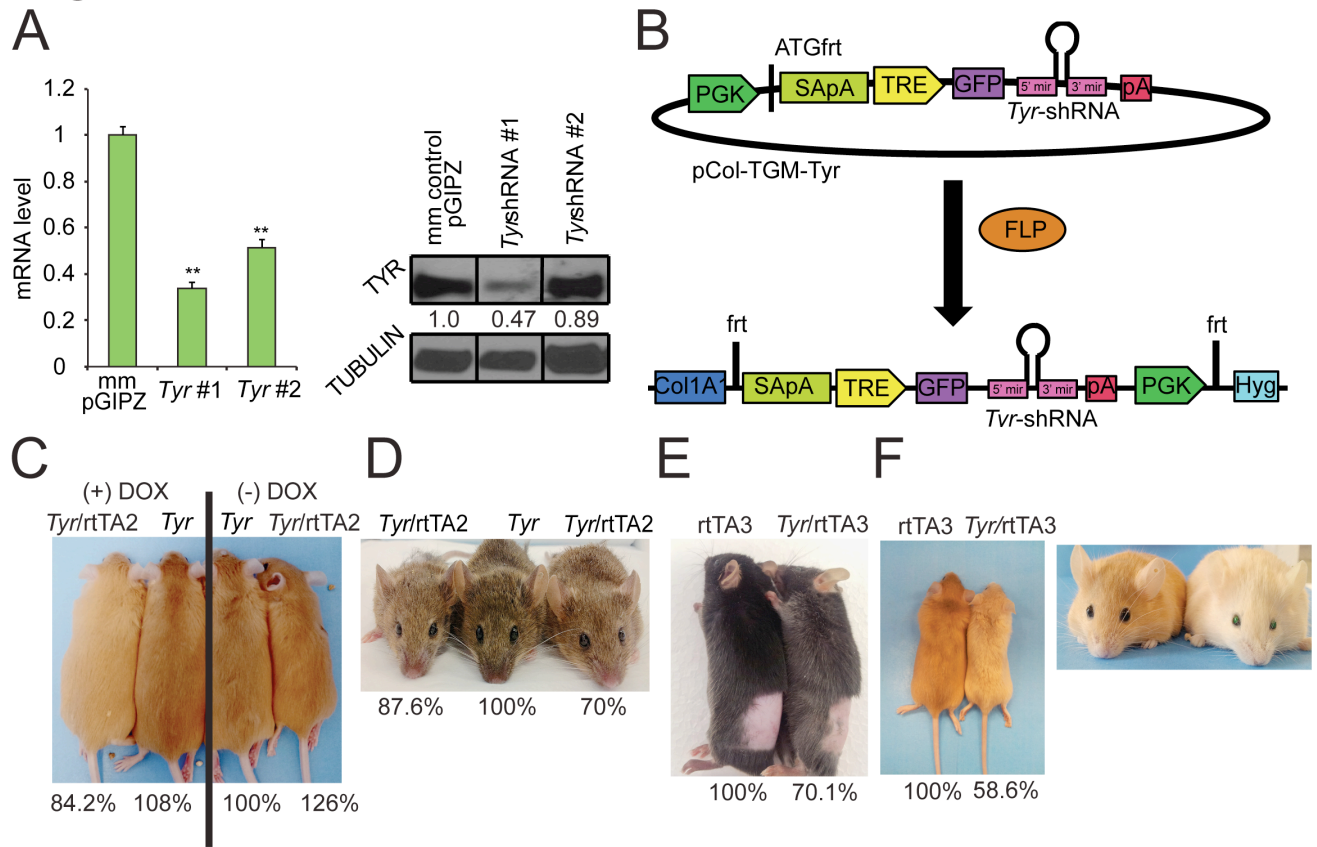 A
1.2
1
0.8
0.6
0.4
0.2
0
mRNA level
**
**
mm
pGIPZ
Tyr #1
Tyr #2
mm control
pGIPZ
TyrshRNA #1
TyrshRNA #2
TYR
1.0 0.47 0.89
TUBULIN
B
ATGfrt
PGK SApA TRE GFP 5' mir 3' mir pA
Tyr-shRNA
pCol-TGM-Tyr
FLP
frt frt
Col1A1 SApA TRE GFP 5' mir 3' mir pA PGK Hyg
Tyr-shRNA
C
(+) DOX (-) DOX
Tyr/rtTA2 Tyr Tyr Tyr/rtTA2
84.2% 108% 100% 126%
D
Tyr/rtTA2 Tyr Tyr/rtTA2
87.6% 100% 70%
E
rtTA3 Tyr/rtTA3
100% 70.1%
F
rtTA3 Tyr/rtTA3
100% 58.6%